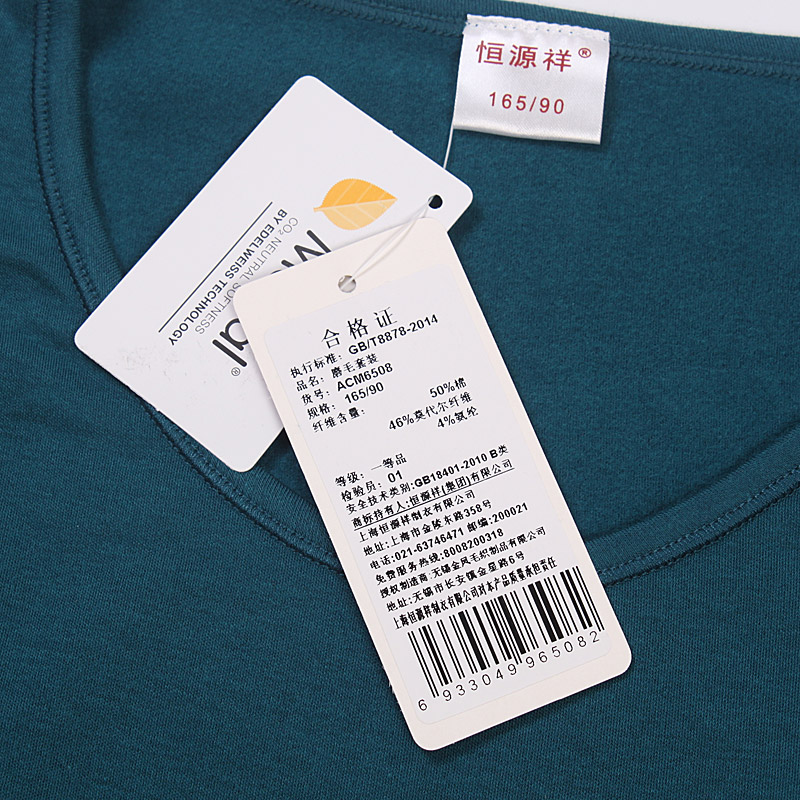 恒源祥®
165/90
CO₂ NEUTRAL SOFTNESS
BY EDELWEISS TECHNOLOGY
合格证
执行标准: GB/T8878-2014
品名: 磨毛套装
货号: ACM6508
规格: 165/90
纤维含量: 50%棉
46%莫代尔纤维
4%氨纶
等级: 一等品
检验员: 01
安全技术类别:GB18401-2010 B类
商标持有人:恒源祥(集团)有限公司
上海恒源祥制衣有限公司
地址:上海市金陵东路358号
电话:021-63746471 邮编:200021
免费服务热线:8008200318
授权制造商:无锡金凤毛织制品有限公司
地址:无锡市长安镇金星路6号
上海恒源祥制衣有限公司对本产品质量承担责任
6 933049 965082